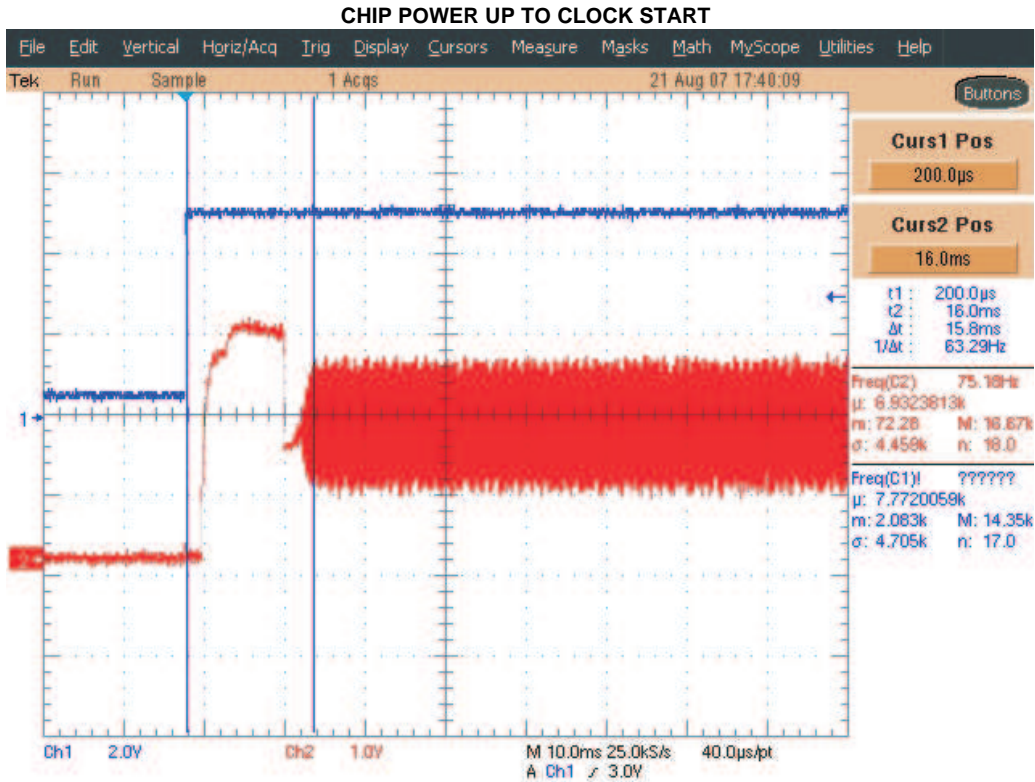 CHIP POWER UP TO CLOCK START
File Edit Vertical Horiz/Acq Trig Display Cursors Measure Masks Math MyScope Utilities Help
Tek Run Sample 1 Acqs 21 Aug 07 17:40:09
Buttons
Curs1 Pos
200.0µs
Curs2 Pos
16.0ms
t1 : 200.0µs
t2 : 16.0ms
Δt : 15.8ms
1/Δt : 63.29Hz
Freq(C2) 75.18Hz
µ: 6.9323813k
m: 72.28 M: 16.67k
σ: 4.459k n: 18.0
1
Freq(C1)! ??????
µ: 7.7720059k
m: 2.083k M: 14.35k
σ: 4.705k n: 17.0
2
Ch1 2.0V Ch2 1.0V M 10.0ms 25.0kS/s 40.0µs/pt
A Ch1 ∕ 3.0V